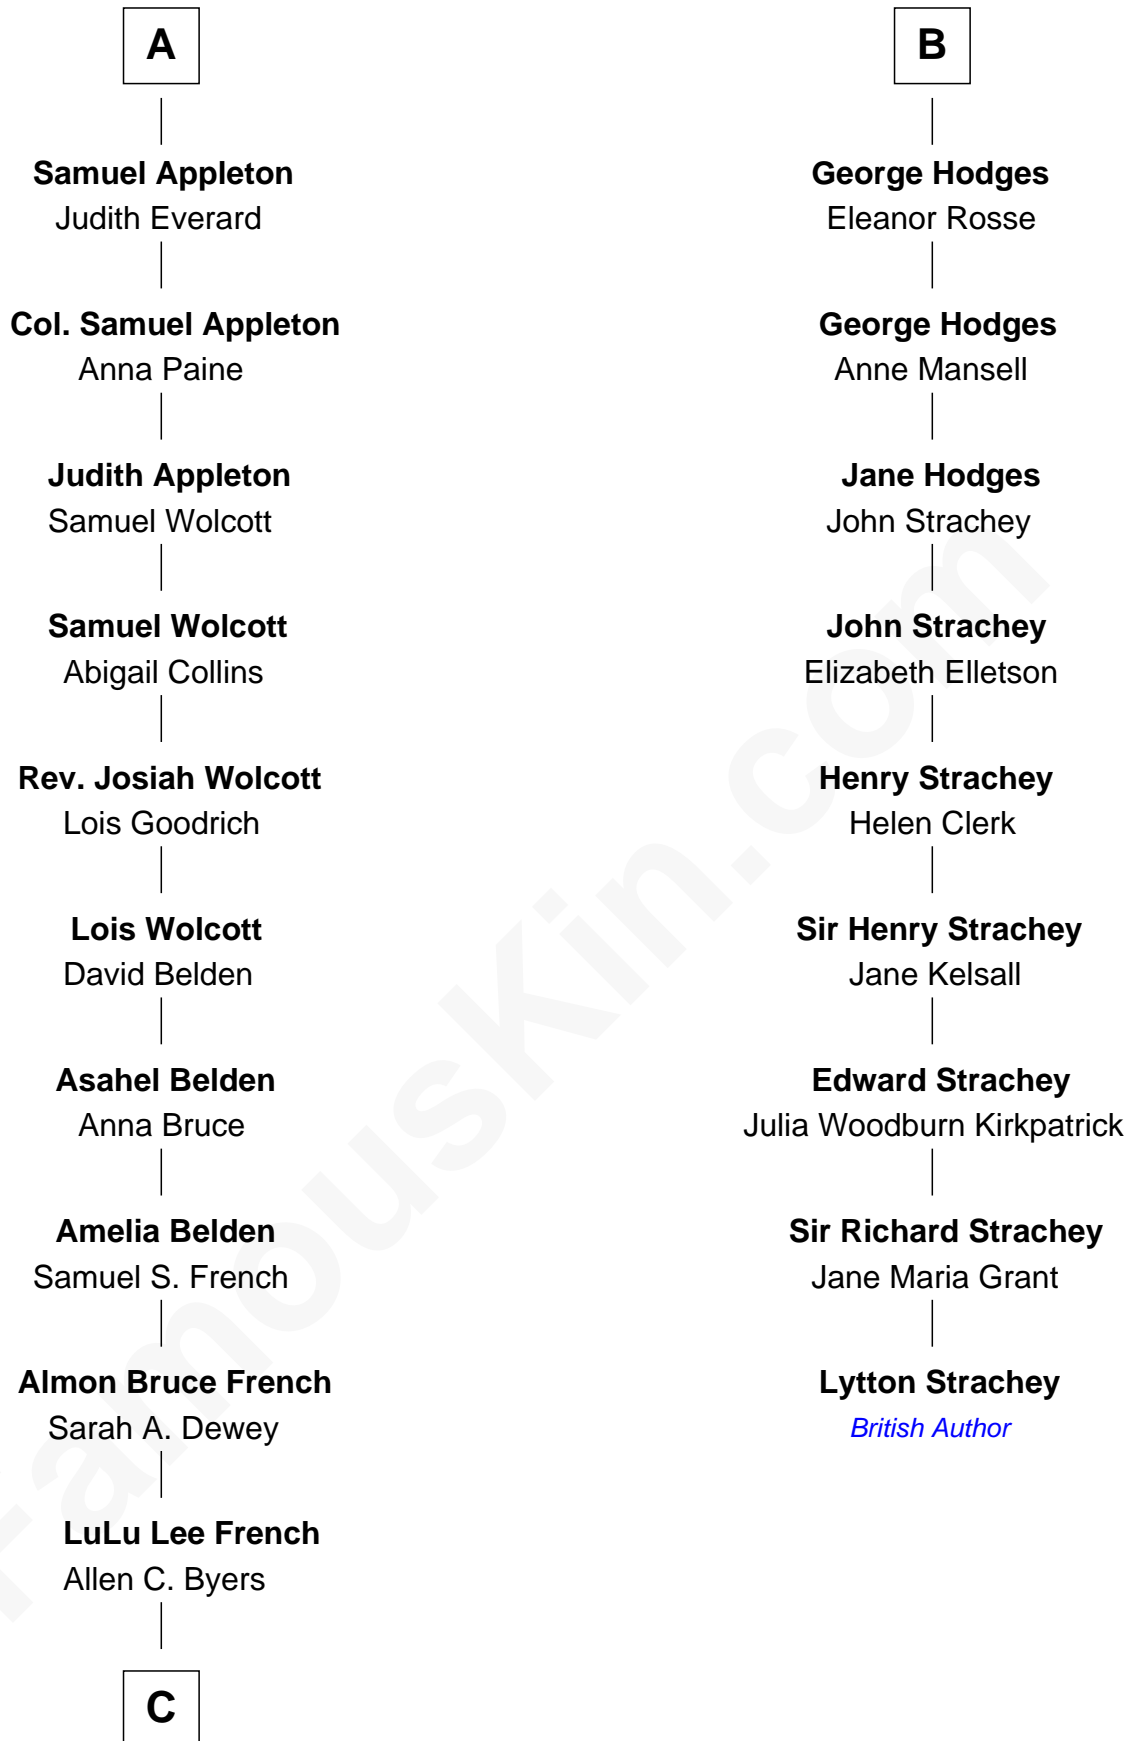 A
Samuel Appleton
Judith Everard
Col. Samuel Appleton
Anna Paine
Judith Appleton
Samuel Wolcott
Samuel Wolcott
Abigail Collins
Rev. Josiah Wolcott
Lois Goodrich
Lois Wolcott
David Belden
Asahel Belden
Anna Bruce
Amelia Belden
Samuel S. French
Almon Bruce French
Sarah A. Dewey
LuLu Lee French
Allen C. Byers
C
B
George Hodges
Eleanor Rosse
George Hodges
Anne Mansell
Jane Hodges
John Strachey
John Strachey
Elizabeth Elletson
Henry Strachey
Helen Clerk
Sir Henry Strachey
Jane Kelsall
Edward Strachey
Julia Woodburn Kirkpatrick
Sir Richard Strachey
Jane Maria Grant
Lytton Strachey
British Author
FamousKin.com